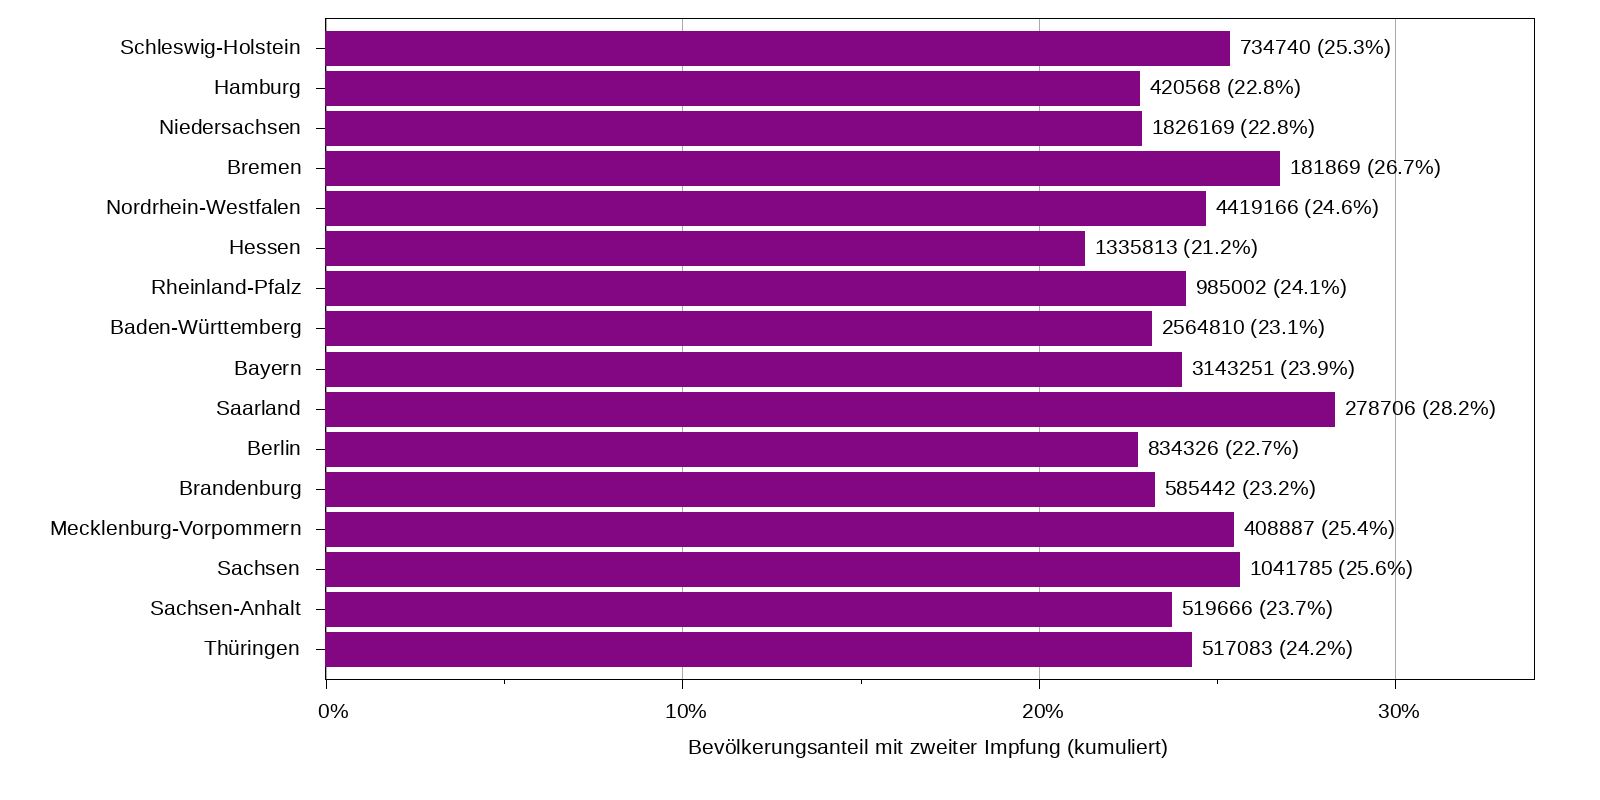 Schleswig-Holstein 734740 (25.3%)
Hamburg 420568 (22.8%)
Niedersachsen 1826169 (22.8%)
Bremen 181869 (26.7%)
Nordrhein-Westfalen 4419166 (24.6%)
Hessen 1335813 (21.2%)
Rheinland-Pfalz 985002 (24.1%)
Baden-Württemberg 2564810 (23.1%)
Bayern 3143251 (23.9%)
Saarland 278706 (28.2%)
Berlin 834326 (22.7%)
Brandenburg 585442 (23.2%)
Mecklenburg-Vorpommern 408887 (25.4%)
Sachsen 1041785 (25.6%)
Sachsen-Anhalt 519666 (23.7%)
Thüringen 517083 (24.2%)
0% 10% 20% 30%
Bevölkerungsanteil mit zweiter Impfung (kumuliert)